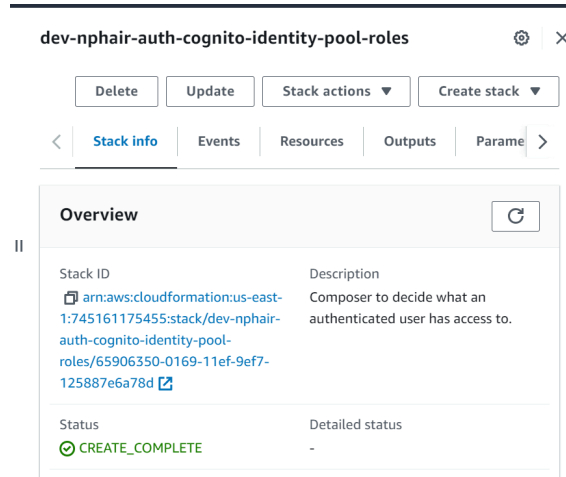 dev-nphair-auth-cognito-identity-pool-roles
Delete
Update
Stack actions
Create stack
Stack info
Events
Resources
Outputs
Parame
Overview
Stack ID
arn:aws:cloudformation:us-east-
1:745161175455:stack/dev-nphair-
auth-cognito-identity-pool-
roles/65906350-0169-11ef-9ef7-
125887e6a78d
Description
Composer to decide what an
authenticated user has access to.
Status
CREATE_COMPLETE
Detailed status
-